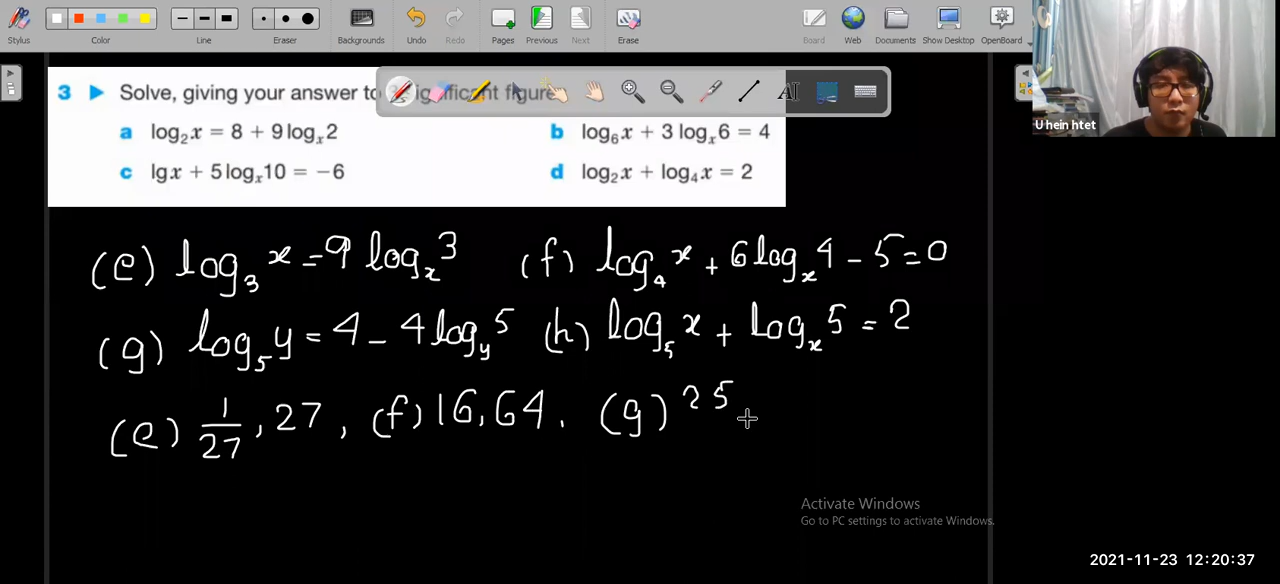 Stylus Color Line Eraser Backgrounds Undo Redo Pages Previous Next Erase Board Web Documents Show Desktop OpenBoard
3 ▶ Solve, giving your answer to significant figure
a log₂x = 8 + 9 logₓ2 b log₆x + 3 logₓ6 = 4
c lgx + 5 logₓ10 = −6 d log₂x + log₄x = 2
U hein htet
(e) log₃x = 9 logₓ3 (f) log₄x + 6 logₓ4 − 5 = 0
(g) log₅y = 4 − 4 log_y5 (h) log₅x + logₓ5 = 2
(e) 1/27, 27, (f) 16, 64. (g) 25
Activate Windows
Go to PC settings to activate Windows.
2021-11-23 12:20:37